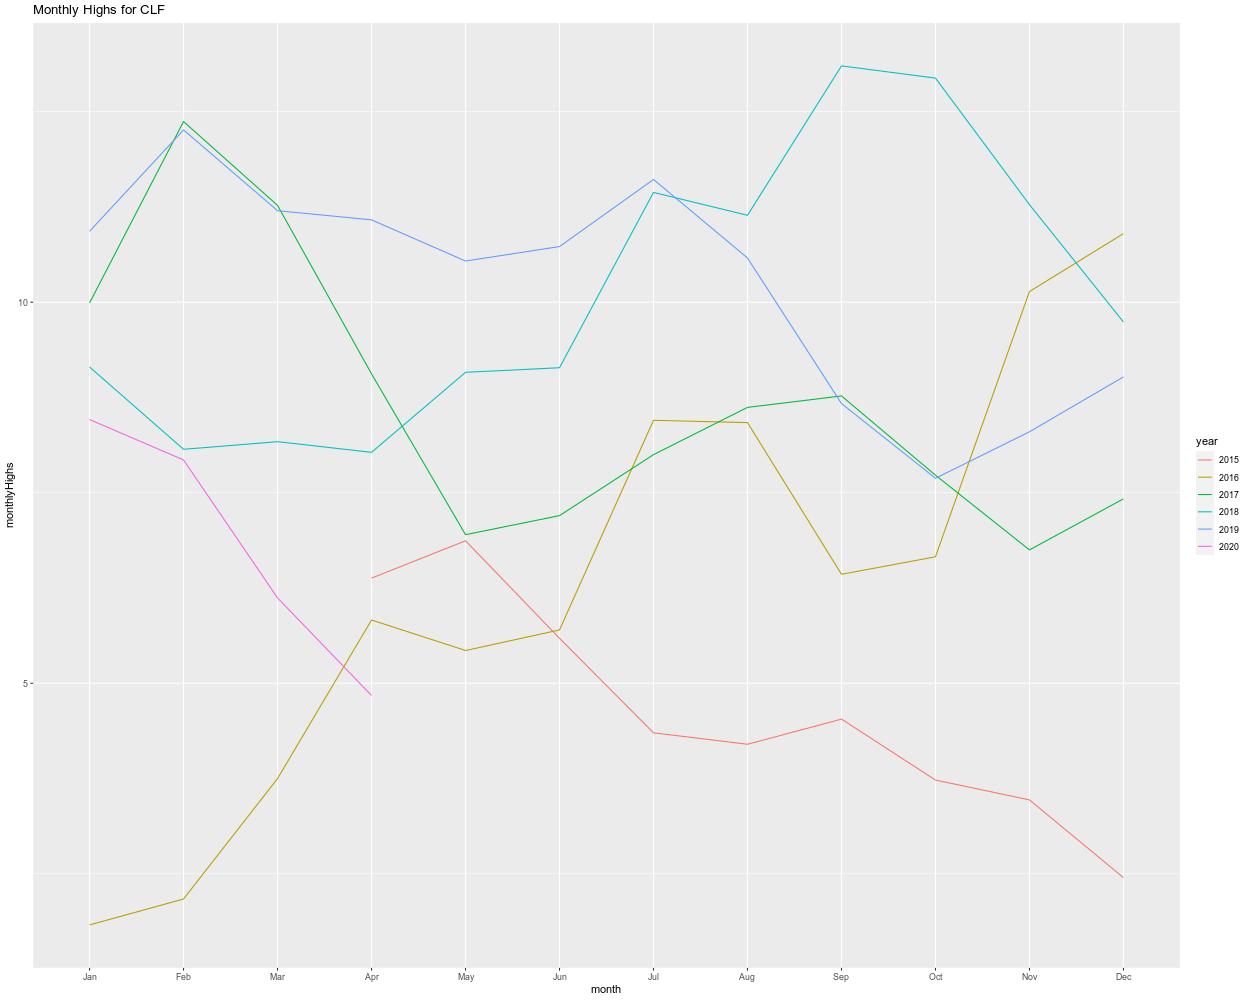 Monthly Highs for CLF
monthlyHighs
10
5
Jan Feb Mar Apr May Jun Jul Aug Sep Oct Nov Dec
month
year
2015
2016
2017
2018
2019
2020